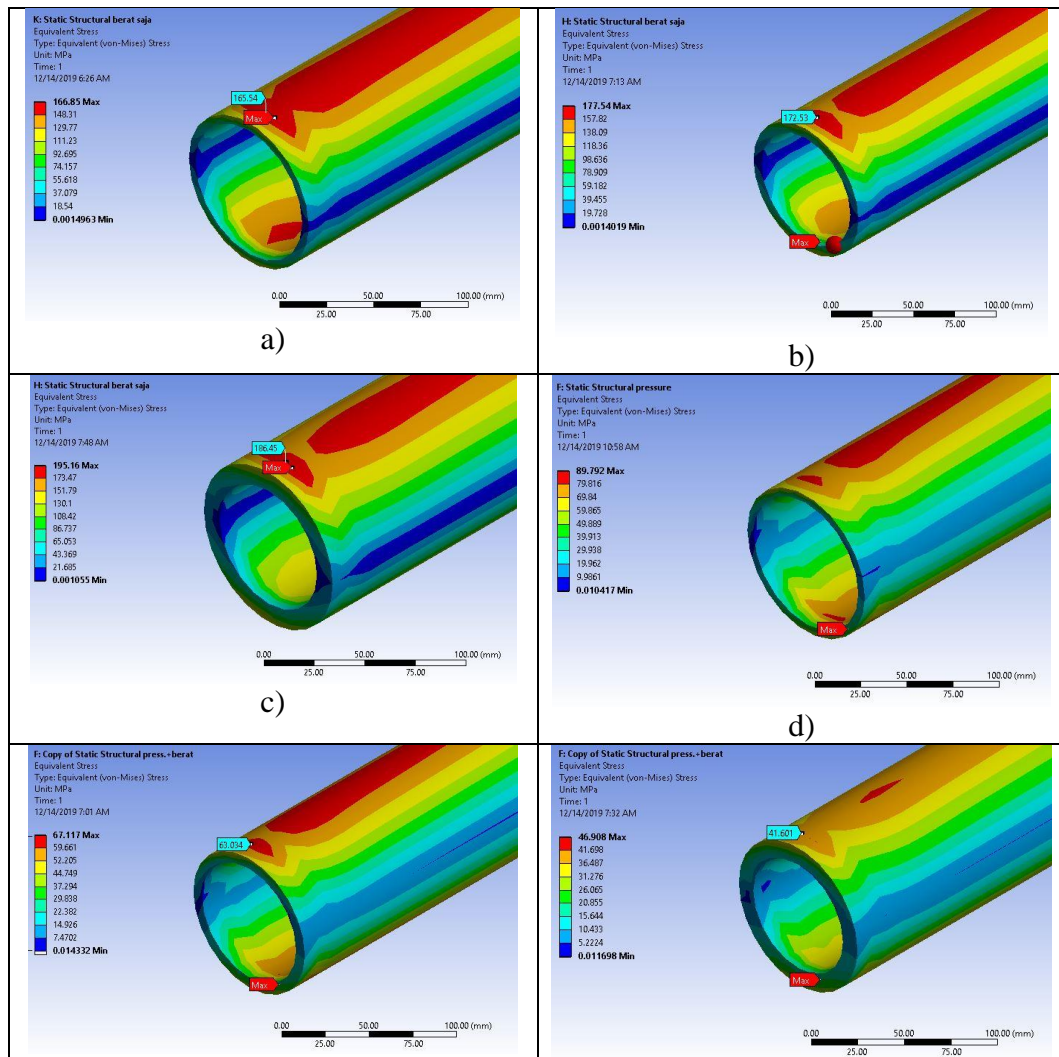 K: Static Structural berat saja
Equivalent Stress
Type: Equivalent (von-Mises) Stress
Unit: MPa
Time: 1
12/14/2019 6:26 AM
166.85 Max
148.31
129.77
111.23
92.695
74.157
55.618
37.079
18.54
0.0014963 Min
165.54
Max
0.00 50.00 100.00 (mm)
25.00 75.00
a)
H: Static Structural berat saja
Equivalent Stress
Type: Equivalent (von-Mises) Stress
Unit: MPa
Time: 1
12/14/2019 7:13 AM
177.54 Max
157.82
138.09
118.36
98.636
78.909
59.182
39.455
19.728
0.0014019 Min
172.53
Max
0.00 50.00 100.00 (mm)
25.00 75.00
b)
H: Static Structural berat saja
Equivalent Stress
Type: Equivalent (von-Mises) Stress
Unit: MPa
Time: 1
12/14/2019 7:48 AM
195.16 Max
173.47
151.79
130.1
108.42
86.737
65.053
43.369
21.685
0.001055 Min
186.45
Max
0.00 50.00 100.00 (mm)
25.00 75.00
c)
F: Static Structural pressure
Equivalent Stress
Type: Equivalent (von-Mises) Stress
Unit: MPa
Time: 1
12/14/2019 10:58 AM
89.792 Max
79.816
69.84
59.865
49.889
39.913
29.938
19.962
9.9861
0.010417 Min
Max
0.00 50.00 100.00 (mm)
25.00 75.00
d)
F: Copy of Static Structural press.+berat
Equivalent Stress
Type: Equivalent (von-Mises) Stress
Unit: MPa
Time: 1
12/14/2019 7:01 AM
67.117 Max
59.661
52.205
44.749
37.294
29.838
22.382
14.926
7.4702
0.014332 Min
63.034
Max
0.00 50.00 100.00 (mm)
25.00 75.00
F: Copy of Static Structural press.+berat
Equivalent Stress
Type: Equivalent (von-Mises) Stress
Unit: MPa
Time: 1
12/14/2019 7:32 AM
46.908 Max
41.698
36.487
31.276
26.065
20.855
15.644
10.433
5.2224
0.011698 Min
41.601
Max
0.00 50.00 100.00 (mm)
25.00 75.00